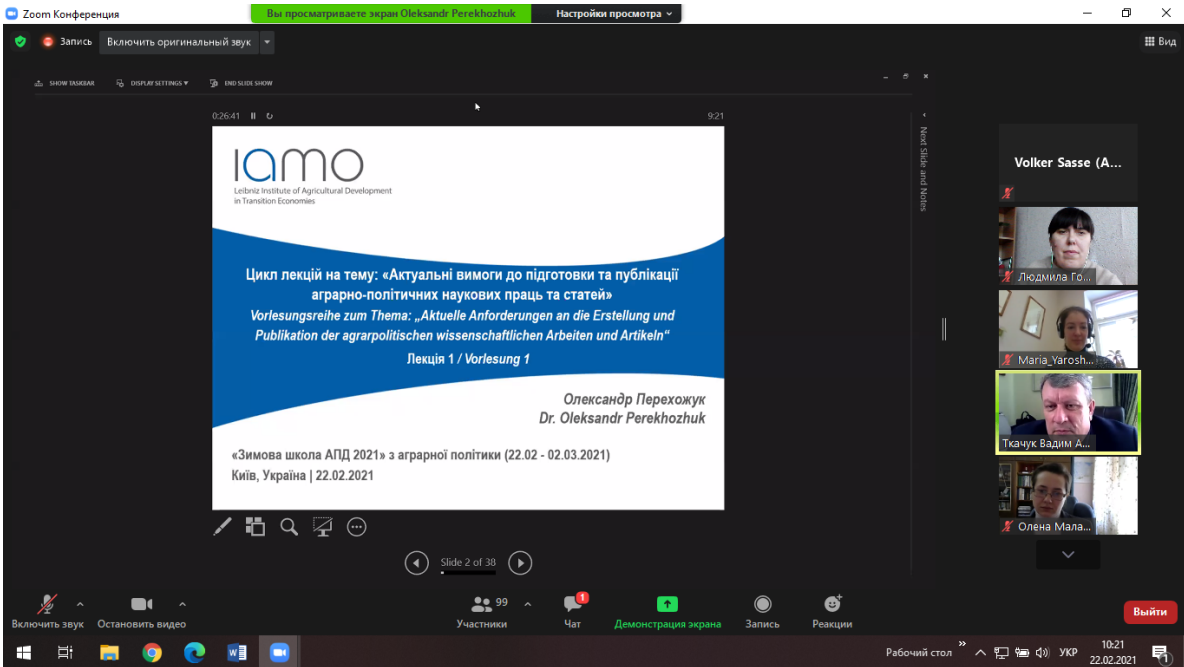 Zoom Конференция
Вы просматриваете экран Oleksandr Perekhozhuk
Настройки просмотра
Запись
Включить оригинальный звук
Вид
SHOW TASKBAR
DISPLAY SETTINGS
END SLIDE SHOW
0:26:41
9:21
Next Slide and Notes
iamo
Leibniz Institute of Agricultural Development
in Transition Economies
Цикл лекцій на тему: «Актуальні вимоги до підготовки та публікації
аграрно-політичних наукових праць та статей»
Vorlesungsreihe zum Thema: „Aktuelle Anforderungen an die Erstellung und
Publikation der agrarpolitischen wissenschaftlichen Arbeiten und Artikeln“
Лекція 1 / Vorlesung 1
Олександр Перехожук
Dr. Oleksandr Perekhozhuk
«Зимова школа АПД 2021» з аграрної політики (22.02 - 02.03.2021)
Київ, Україна | 22.02.2021
Slide 2 of 38
Volker Sasse (A...
Людмила Го...
Maria_Yarosh...
Ткачук Вадим А...
Олена Мала...
Включить звук
Остановить видео
99
Участники
1
Чат
Демонстрация экрана
Запись
Реакции
Выйти
Рабочий стол
УКР
10:21
22.02.2021
1